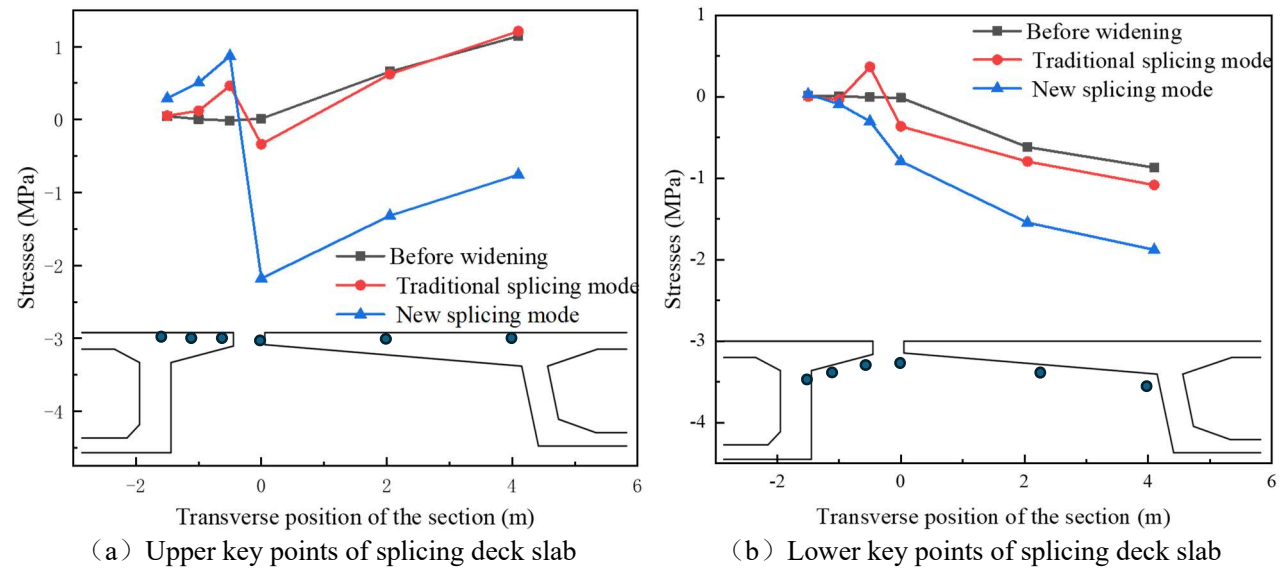 1
0
-1
-2
-3
-4
Stresses (MPa)
Before widening
Traditional splicing mode
New splicing mode
-2
0
2
4
6
Transverse position of the section (m)
（a）Upper key points of splicing deck slab
0
-1
-2
-3
-4
Stresses (MPa)
Before widening
Traditional splicing mode
New splicing mode
-2
0
2
4
6
Transverse position of the section (m)
（b）Lower key points of splicing deck slab